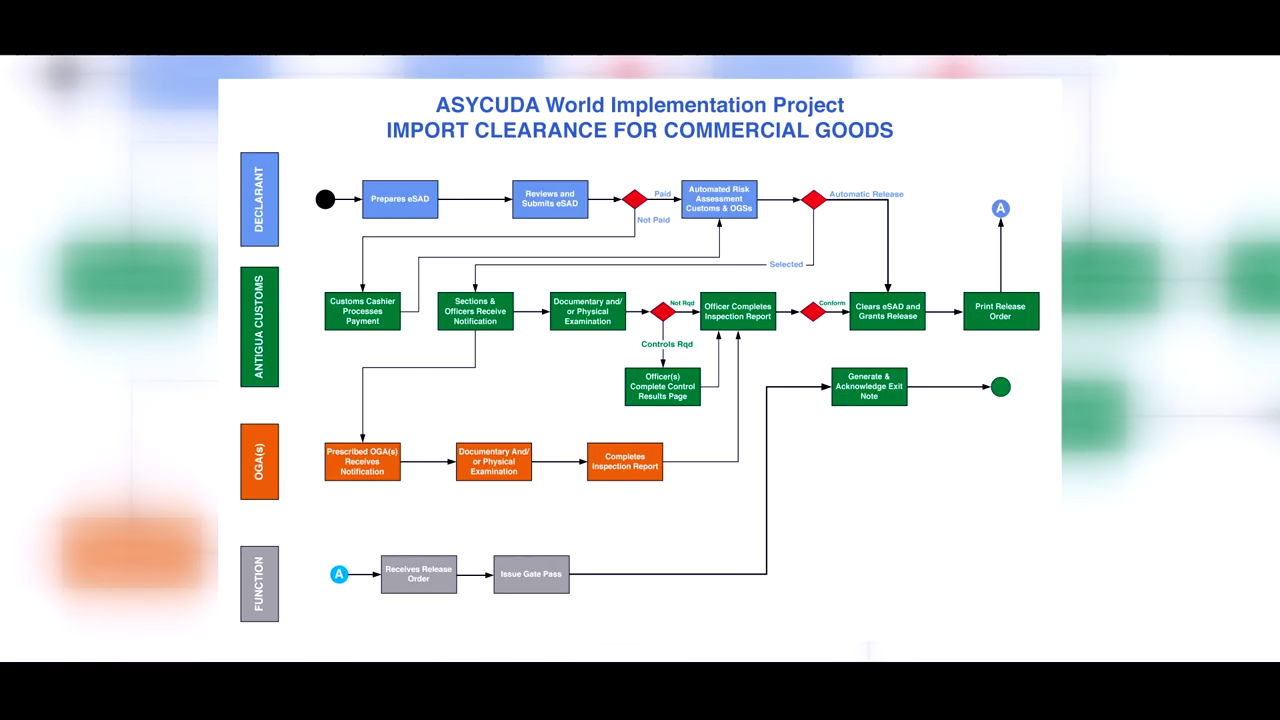 ASYCUDA World Implementation Project
IMPORT CLEARANCE FOR COMMERCIAL GOODS
DECLARANT
Prepares eSAD
Reviews and
Submits eSAD
Paid
Not Paid
Automated Risk
Assessment
Customs & OGSs
Automatic Release
Selected
A
ANTIGUA CUSTOMS
Customs Cashier
Processes
Payment
Sections &
Officers Receive
Notification
Documentary and/
or Physical
Examination
Not Rqd
Controls Rqd
Officer Completes
Inspection Report
Conform
Clears eSAD and
Grants Release
Print Release
Order
Officer(s)
Complete Control
Results Page
Generate &
Acknowledge Exit
Note
OGA(s)
Prescribed OGA(s)
Receives
Notification
Documentary And/
or Physical
Examination
Completes
Inspection Report
FUNCTION
A
Receives Release
Order
Issue Gate Pass